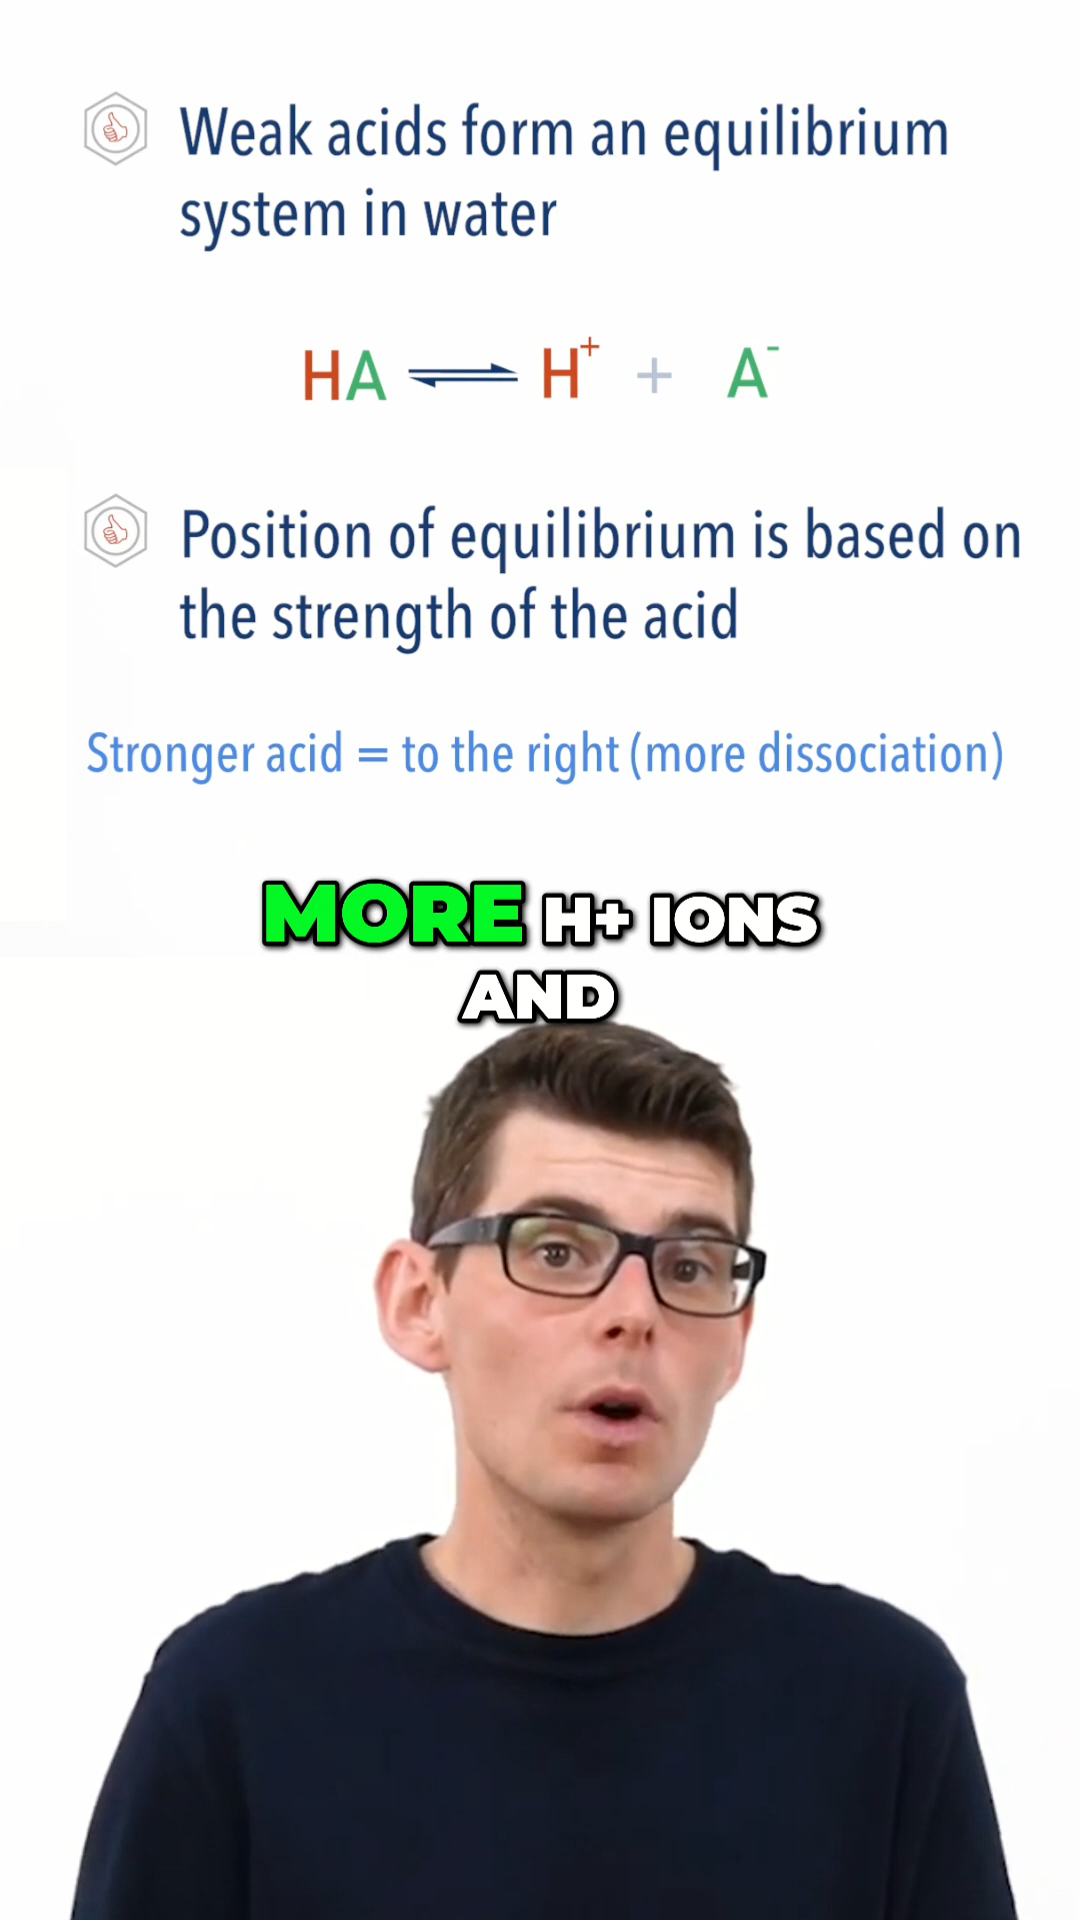 Weak acids form an equilibrium
system in water
HA ⇌ H⁺ + A⁻
Position of equilibrium is based on
the strength of the acid
Stronger acid = to the right (more dissociation)
MORE H+ IONS
AND